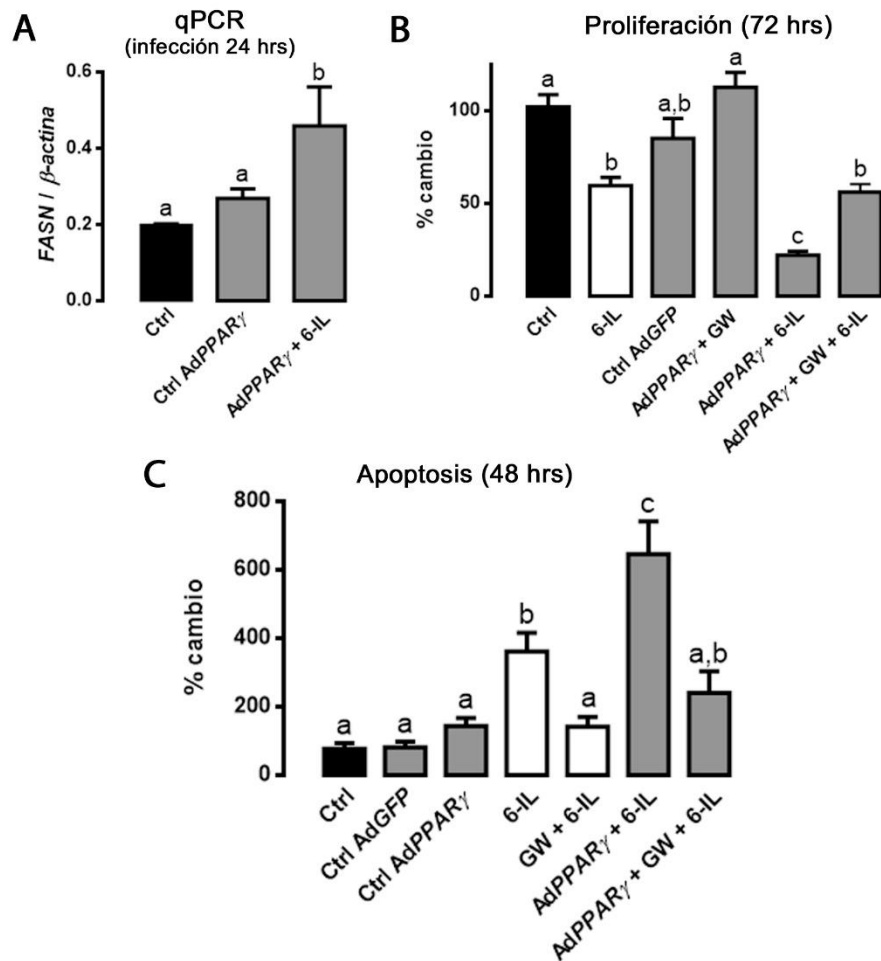 A
qPCR
(infección 24 hrs)
FASN / β-actina
0.6
0.4
0.2
0.0
a
a
b
Ctrl
Ctrl AdPPARγ
AdPPARγ + 6-IL
B
Proliferación (72 hrs)
% cambio
100
50
0
a
b
a,b
a
c
b
Ctrl
6-IL
Ctrl AdGFP
AdPPARγ + GW
AdPPARγ + 6-IL
AdPPARγ + GW + 6-IL
C
Apoptosis (48 hrs)
% cambio
800
600
400
200
0
a
a
a
b
a
c
a,b
Ctrl
Ctrl AdGFP
Ctrl AdPPARγ
6-IL
GW + 6-IL
AdPPARγ + 6-IL
AdPPARγ + GW + 6-IL